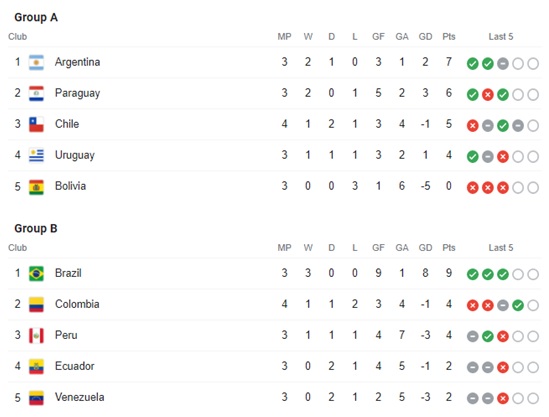 Group A
Club MP W D L GF GA GD Pts Last 5
1 Argentina 3 2 1 0 3 1 2 7
2 Paraguay 3 2 0 1 5 2 3 6
3 Chile 4 1 2 1 3 4 -1 5
4 Uruguay 3 1 1 1 3 2 1 4
5 Bolivia 3 0 0 3 1 6 -5 0
Group B
Club MP W D L GF GA GD Pts Last 5
1 Brazil 3 3 0 0 9 1 8 9
2 Colombia 4 1 1 2 3 4 -1 4
3 Peru 3 1 1 1 4 7 -3 4
4 Ecuador 3 0 2 1 4 5 -1 2
5 Venezuela 3 0 2 1 2 5 -3 2